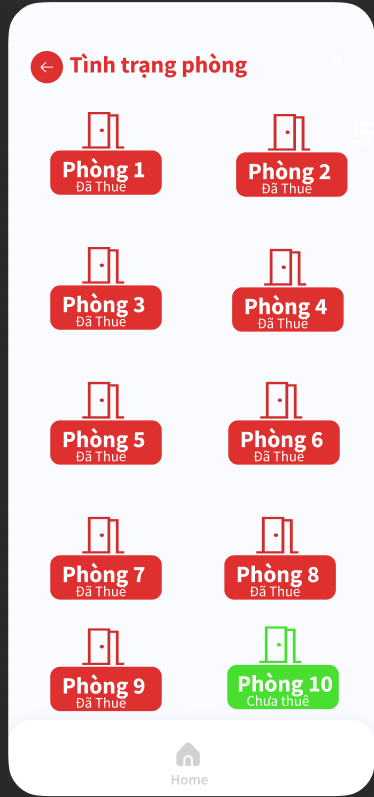 Tình trạng phòng
Phòng 1
Đã Thuê
Phòng 2
Đã Thuê
Phòng 3
Đã Thuê
Phòng 4
Đã Thuê
Phòng 5
Đã Thuê
Phòng 6
Đã Thuê
Phòng 7
Đã Thuê
Phòng 8
Đã Thuê
Phòng 9
Đã Thuê
Phòng 10
Chưa thuê
Home